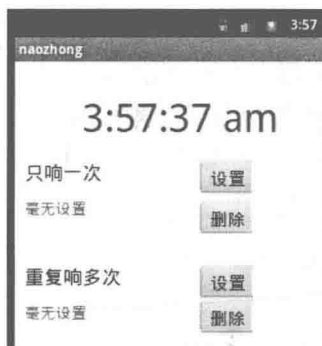 3:57
naozhong
3:57:37 am
只响一次
设置
毫无设置
删除
重复响多次
设置
毫无设置
删除